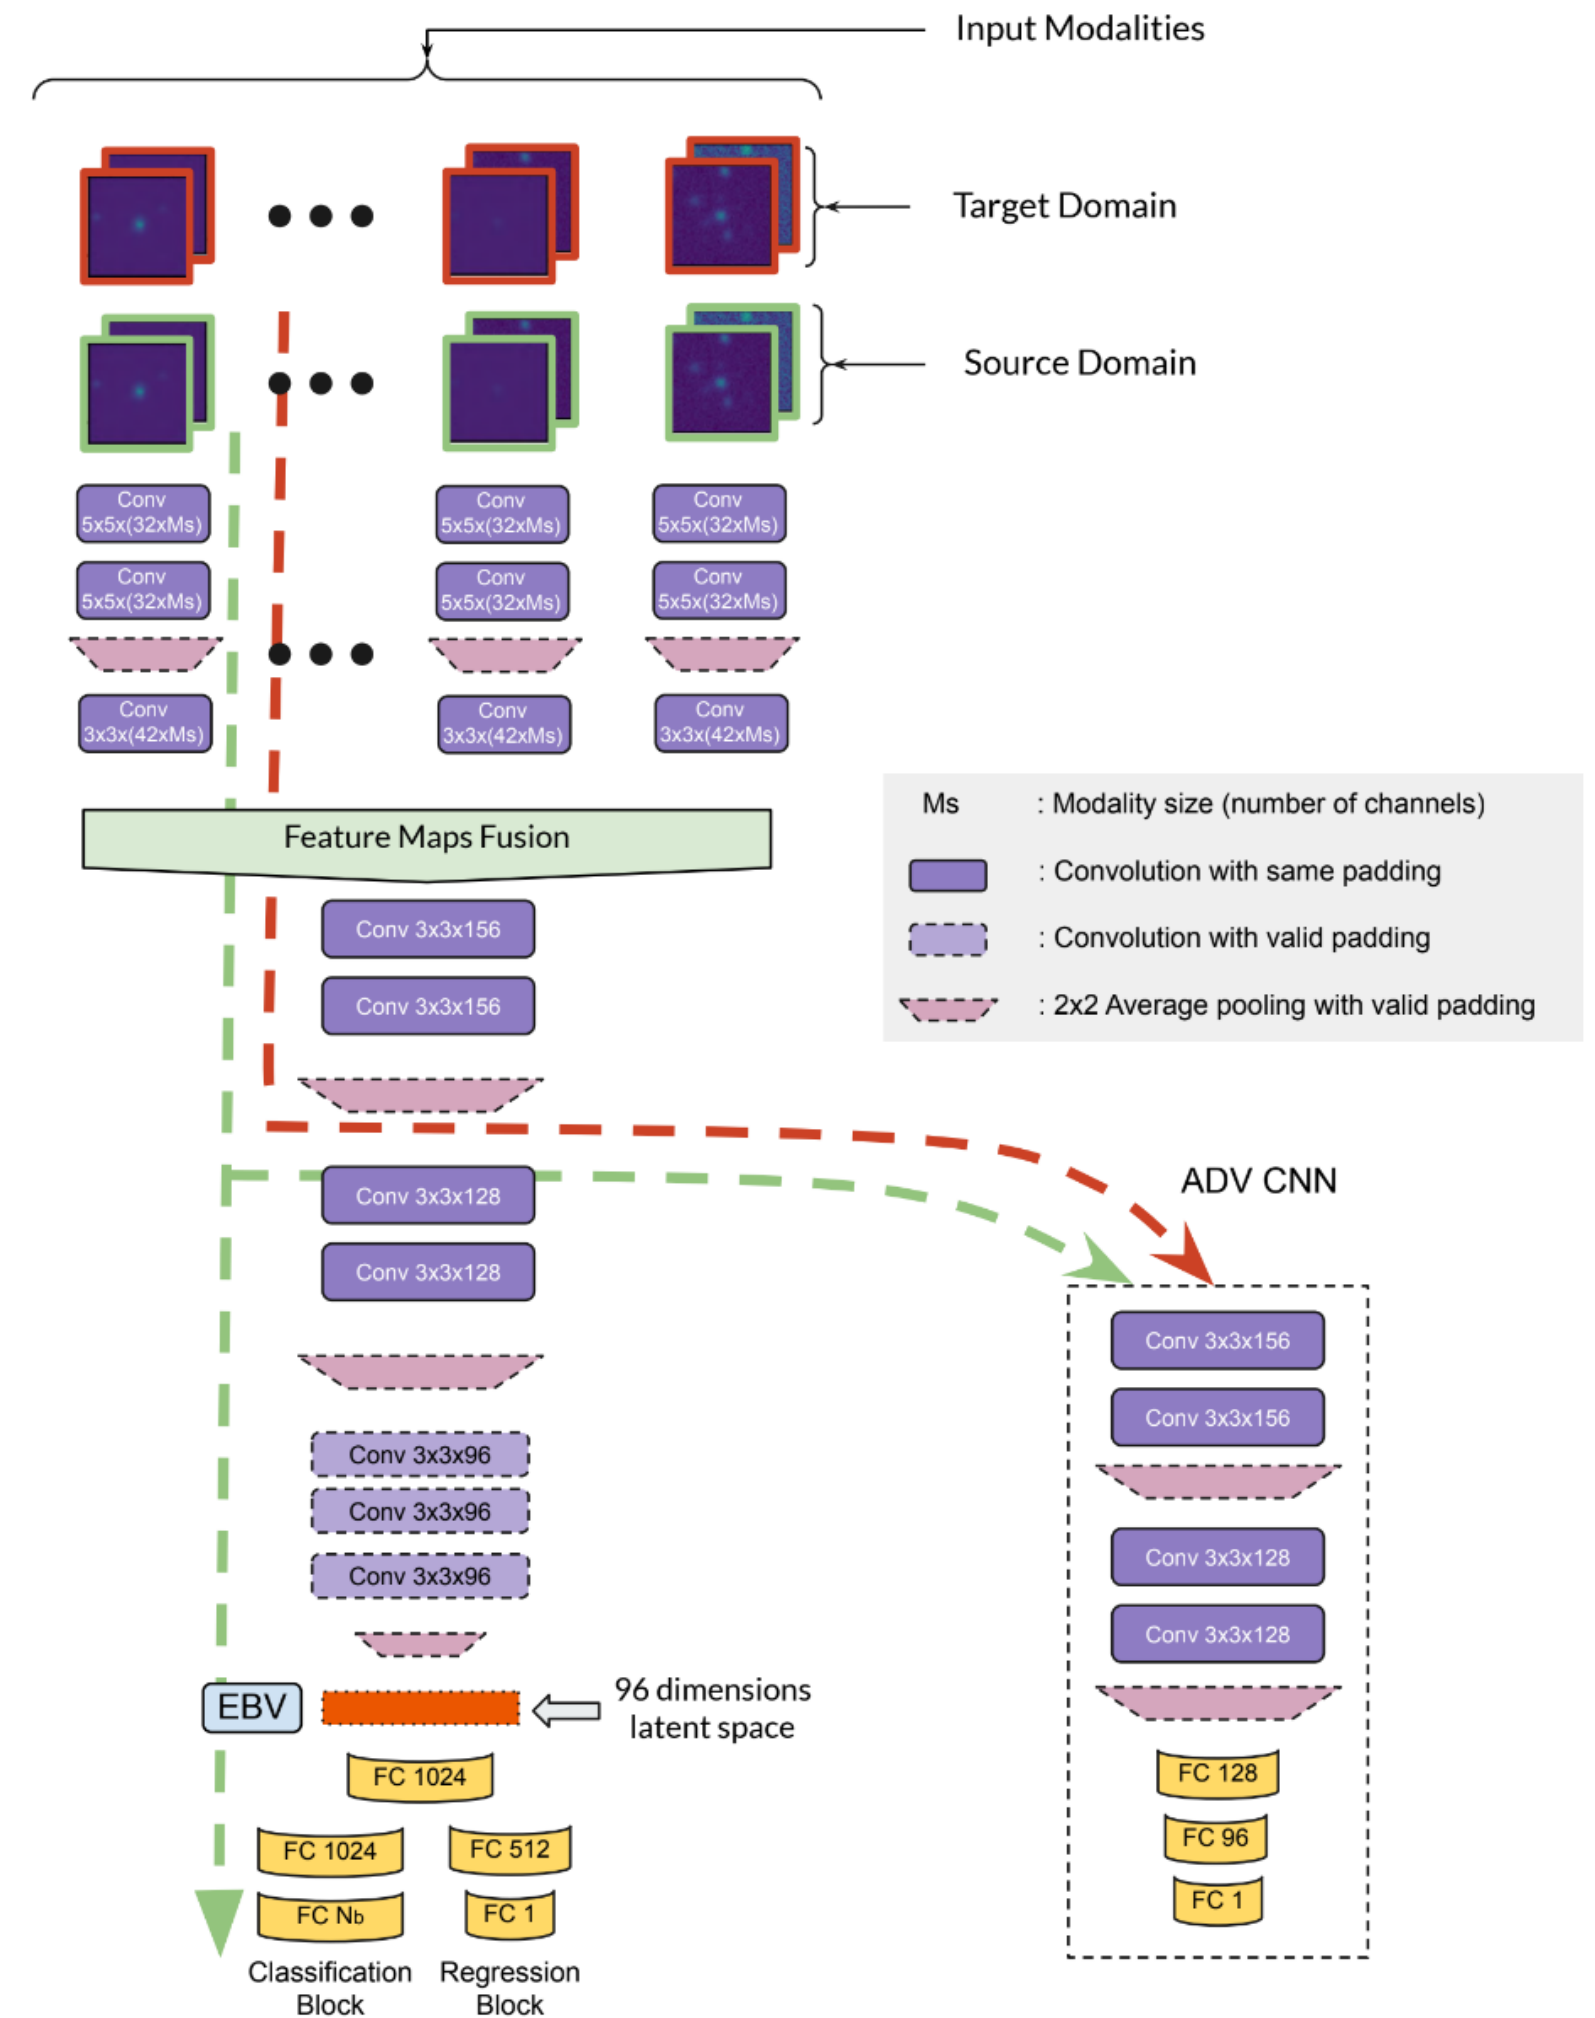 Input Modalities
Target Domain
Source Domain
Conv
5x5x(32xMs)
Conv
5x5x(32xMs)
Conv
5x5x(32xMs)
Conv
5x5x(32xMs)
Conv
5x5x(32xMs)
Conv
5x5x(32xMs)
Conv
3x3x(42xMs)
Conv
3x3x(42xMs)
Conv
3x3x(42xMs)
Feature Maps Fusion
Ms : Modality size (number of channels)
: Convolution with same padding
: Convolution with valid padding
: 2x2 Average pooling with valid padding
Conv 3x3x156
Conv 3x3x156
Conv 3x3x128
Conv 3x3x128
Conv 3x3x96
Conv 3x3x96
Conv 3x3x96
EBV
96 dimensions
latent space
FC 1024
FC 1024
FC 512
FC Nb
FC 1
Classification
Block
Regression
Block
ADV CNN
Conv 3x3x156
Conv 3x3x156
Conv 3x3x128
Conv 3x3x128
FC 128
FC 96
FC 1